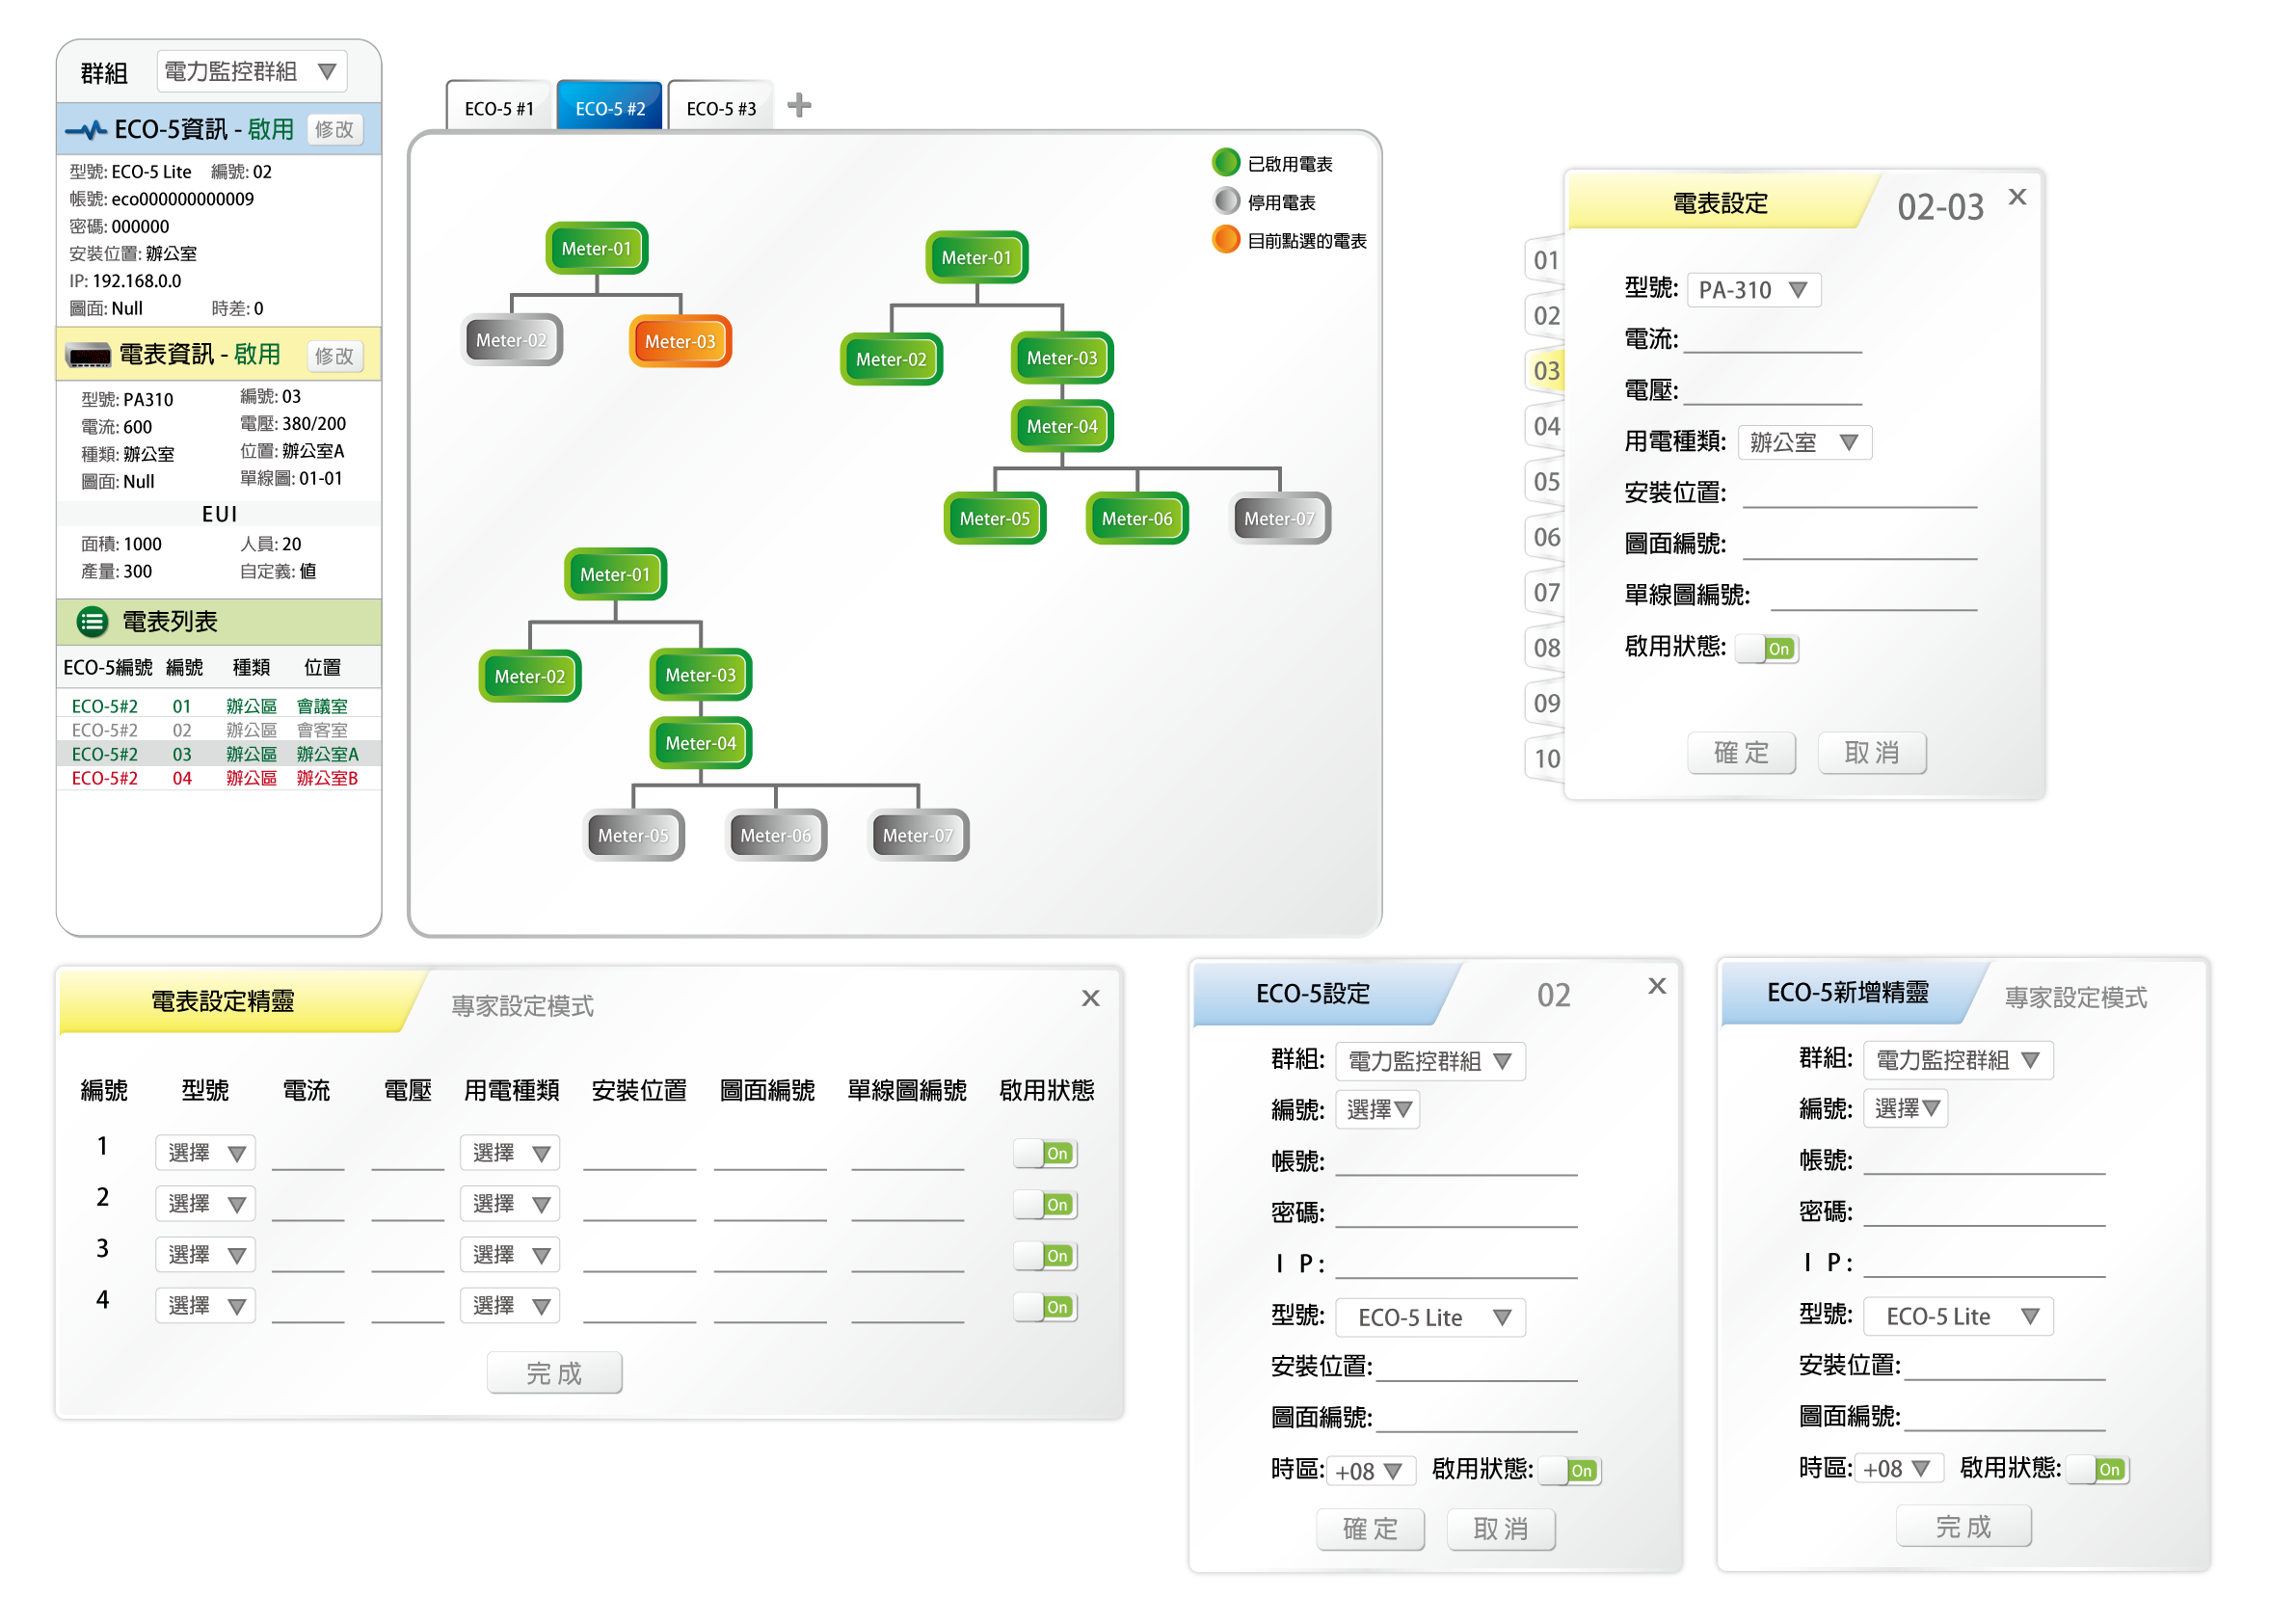 群組 電力監控群組
ECO-5資訊 - 啟用 修改
型號: ECO-5 Lite 編號: 02
帳號: eco000000000009
密碼: 000000
安裝位置: 辦公室
IP: 192.168.0.0
圖面: Null 時差: 0
電表資訊 - 啟用 修改
型號: PA310 編號: 03
電流: 600 電壓: 380/200
種類: 辦公室 位置: 辦公室A
圖面: Null 單線圖: 01-01
EUI
面積: 1000 人員: 20
產量: 300 自定義: 值
電表列表
ECO-5編號 編號 種類 位置
ECO-5#2 01 辦公區 會議室
ECO-5#2 02 辦公區 會客室
ECO-5#2 03 辦公區 辦公室A
ECO-5#2 04 辦公區 辦公室B
ECO-5 #1 ECO-5 #2 ECO-5 #3
已啟用電表
停用電表
目前點選的電表
Meter-01
Meter-02 Meter-03
Meter-01
Meter-02 Meter-03
Meter-04
Meter-05 Meter-06 Meter-07
Meter-01
Meter-02 Meter-03
Meter-04
Meter-05 Meter-06 Meter-07
電表設定 02-03 X
01
02
03
04
05
06
07
08
09
10
型號: PA-310
電流:
電壓:
用電種類: 辦公室
安裝位置:
圖面編號:
單線圖編號:
啟用狀態: On
確定 取消
電表設定精靈 專家設定模式 X
編號 型號 電流 電壓 用電種類 安裝位置 圖面編號 單線圖編號 啟用狀態
1 選擇 選擇 On
2 選擇 選擇 On
3 選擇 選擇 On
4 選擇 選擇 On
完成
ECO-5設定 02 X
群組: 電力監控群組
編號: 選擇
帳號:
密碼:
I P:
型號: ECO-5 Lite
安裝位置:
圖面編號:
時區: +08 啟用狀態: On
確定 取消
ECO-5新增精靈 專家設定模式
群組: 電力監控群組
編號: 選擇
帳號:
密碼:
I P:
型號: ECO-5 Lite
安裝位置:
圖面編號:
時區: +08 啟用狀態: On
完成